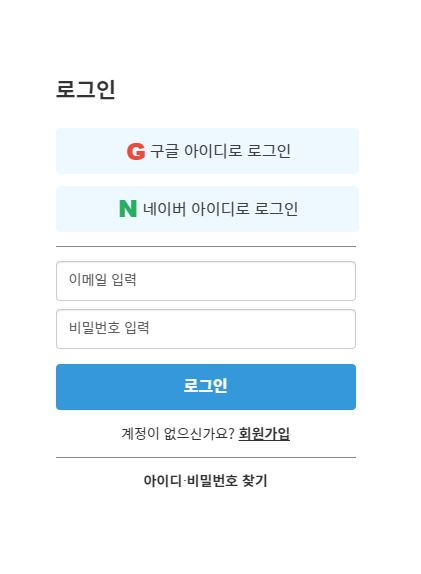 로그인
G 구글 아이디로 로그인
N 네이버 아이디로 로그인
이메일 입력
비밀번호 입력
로그인
계정이 없으신가요? 회원가입
아이디·비밀번호 찾기